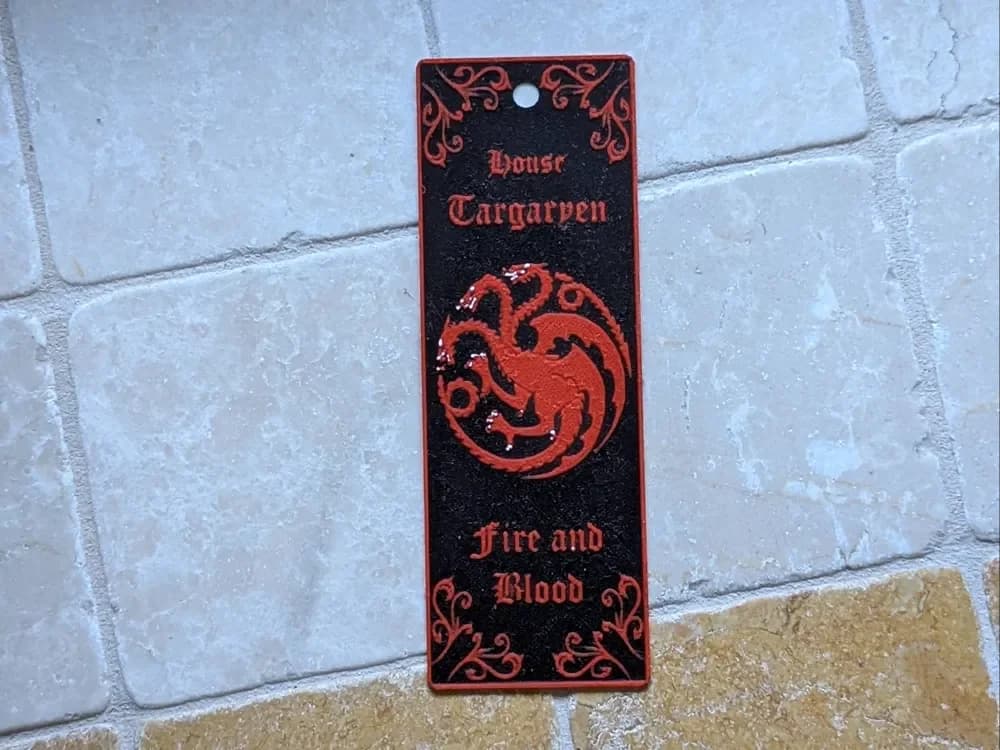 House
Targaryen
Fire and
Blood